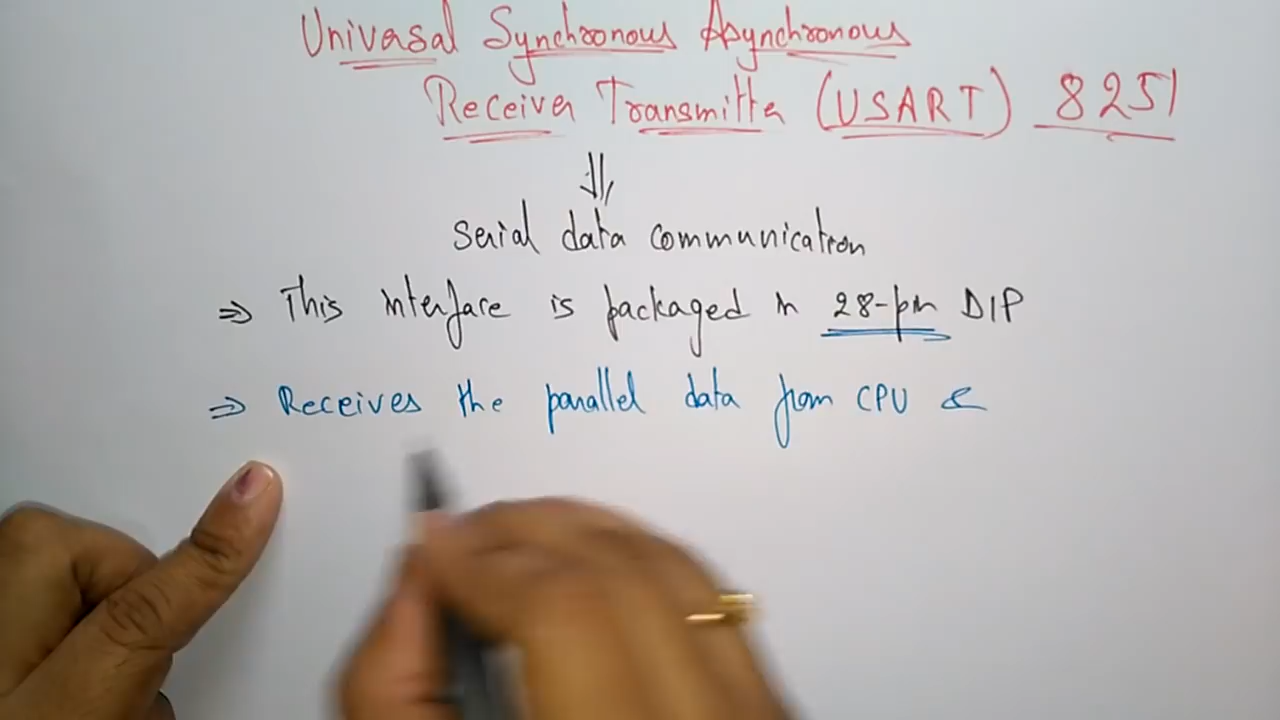 Universal Synchronous Asynchronous
Receiver Transmitter (USART) 8251
⇓
Serial data communication
⇒ This interface is packaged in 28-pin DIP
⇒ Receives the parallel data from CPU &